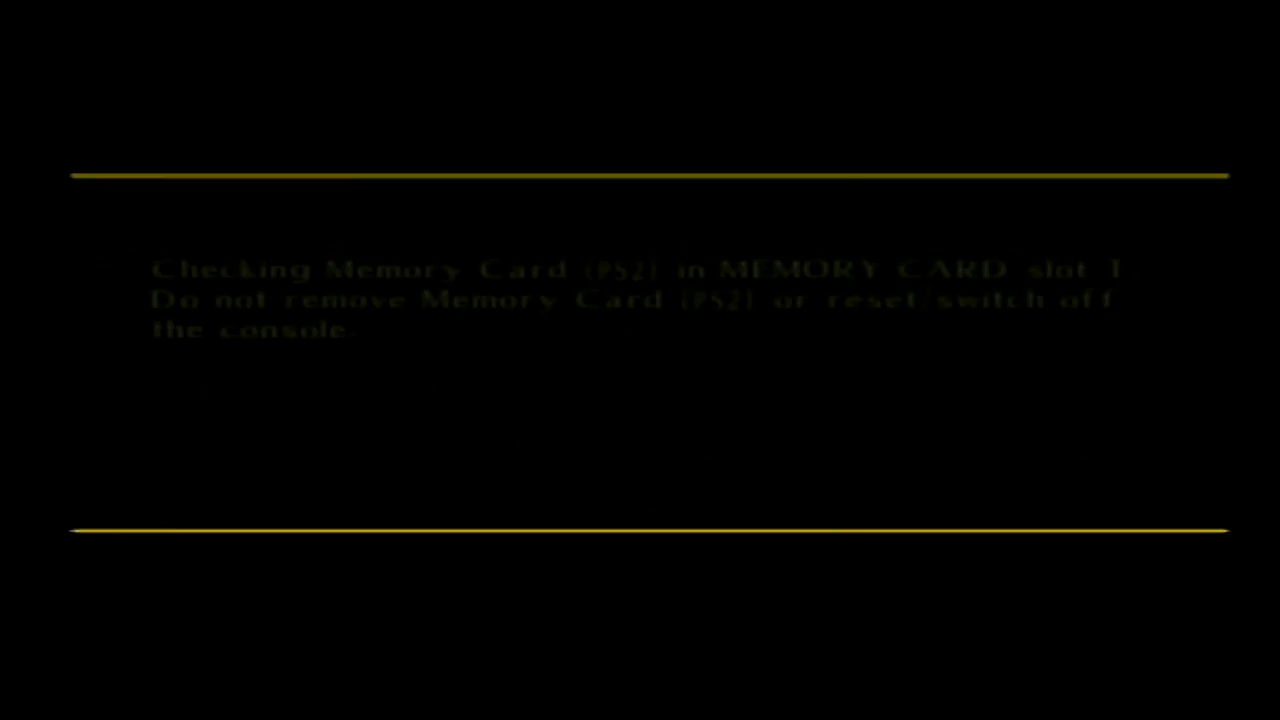 Checking Memory Card (PS2) in MEMORY CARD slot 1.
Do not remove Memory Card (PS2) or reset/switch off
the console.